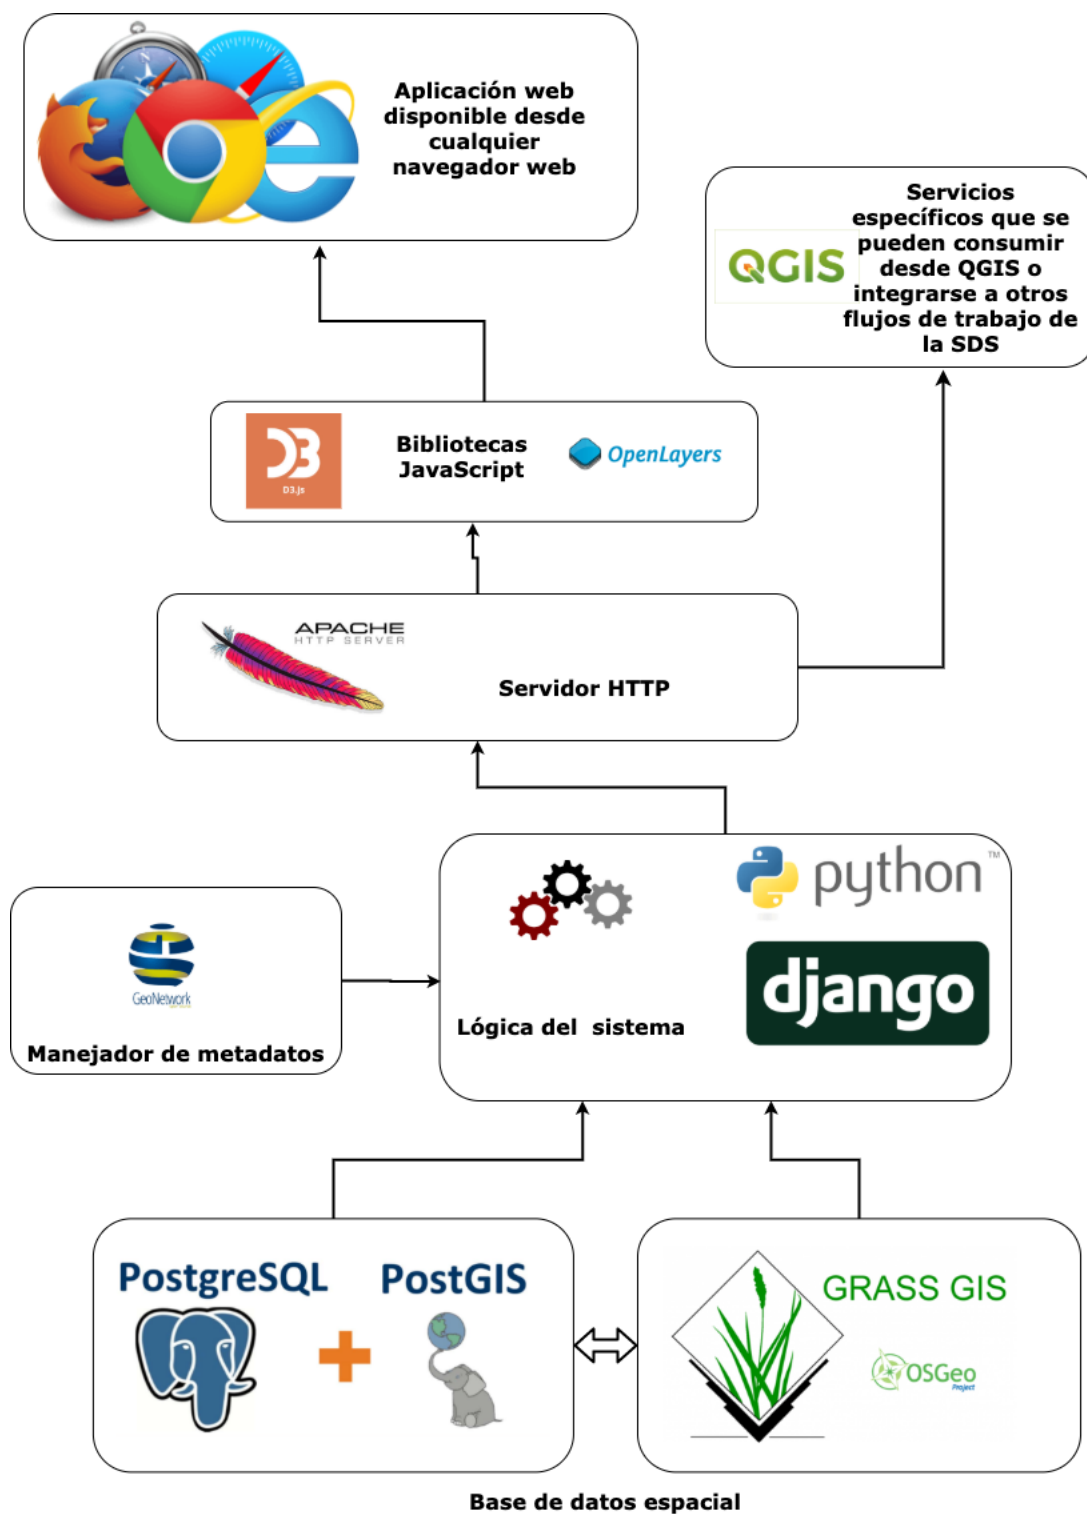 Aplicación web
disponible desde
cualquier
navegador web
Servicios
específicos que se
pueden consumir
desde QGIS o
integrarse a otros
flujos de trabajo de
la SDS
QGIS
D3.js
Bibliotecas
JavaScript
OpenLayers
APACHE
HTTP SERVER
Servidor HTTP
python™
django
Lógica del  sistema
GeoNetwork
Manejador de metadatos
PostgreSQL
PostGIS
GRASS GIS
OSGeo
Project
Base de datos espacial